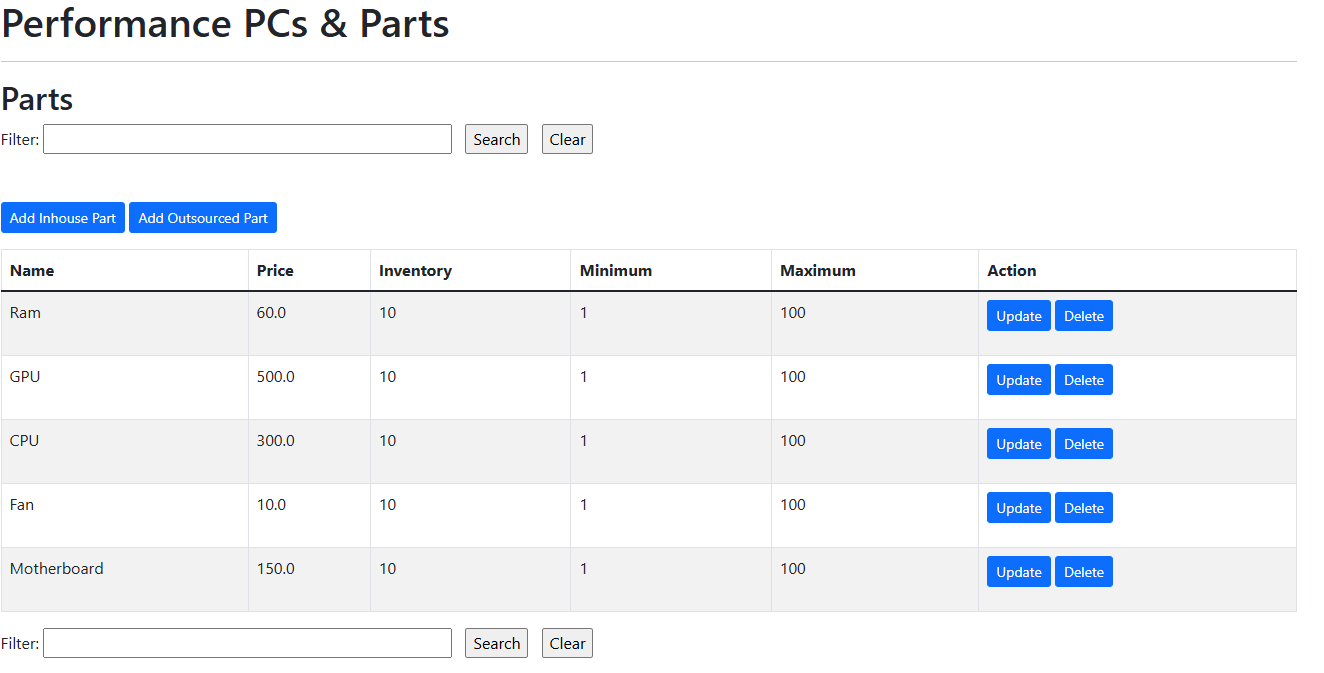 Performance PCs & Parts
Parts
Filter: Search Clear
Add Inhouse Part Add Outsourced Part
Name Price Inventory Minimum Maximum Action
Ram 60.0 10 1 100 Update Delete
GPU 500.0 10 1 100 Update Delete
CPU 300.0 10 1 100 Update Delete
Fan 10.0 10 1 100 Update Delete
Motherboard 150.0 10 1 100 Update Delete
Filter: Search Clear